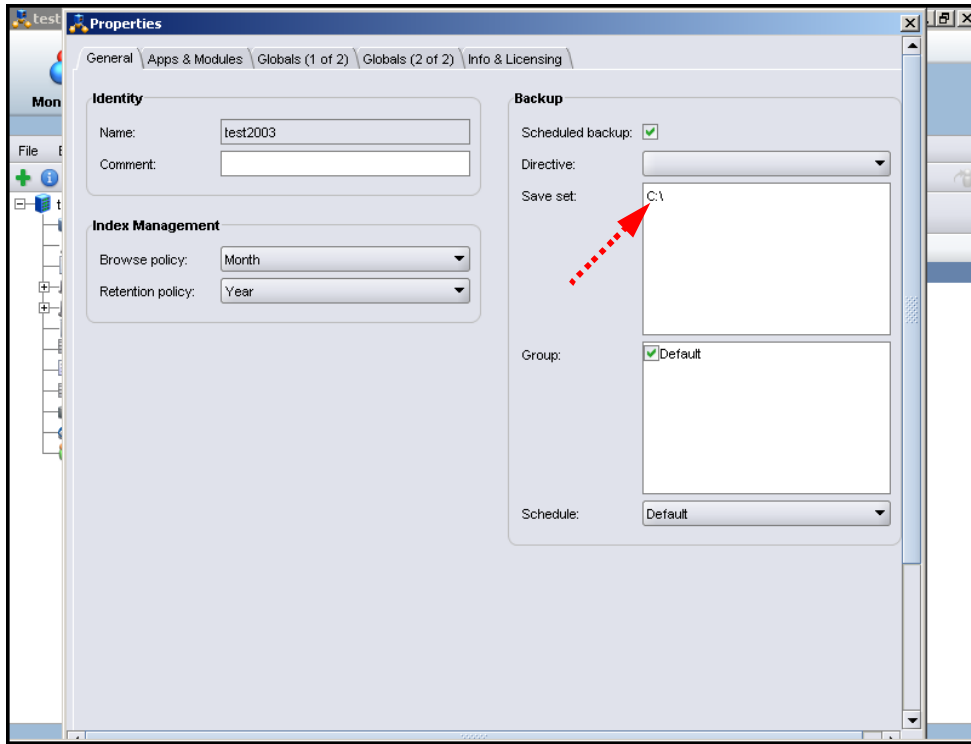 test
Properties
General Apps & Modules Globals (1 of 2) Globals (2 of 2) Info & Licensing
Mon
File
t
Identity
Name: test2003
Comment:
Index Management
Browse policy: Month
Retention policy: Year
Backup
Scheduled backup:
Directive:
Save set: C:\
Group: Default
Schedule: Default